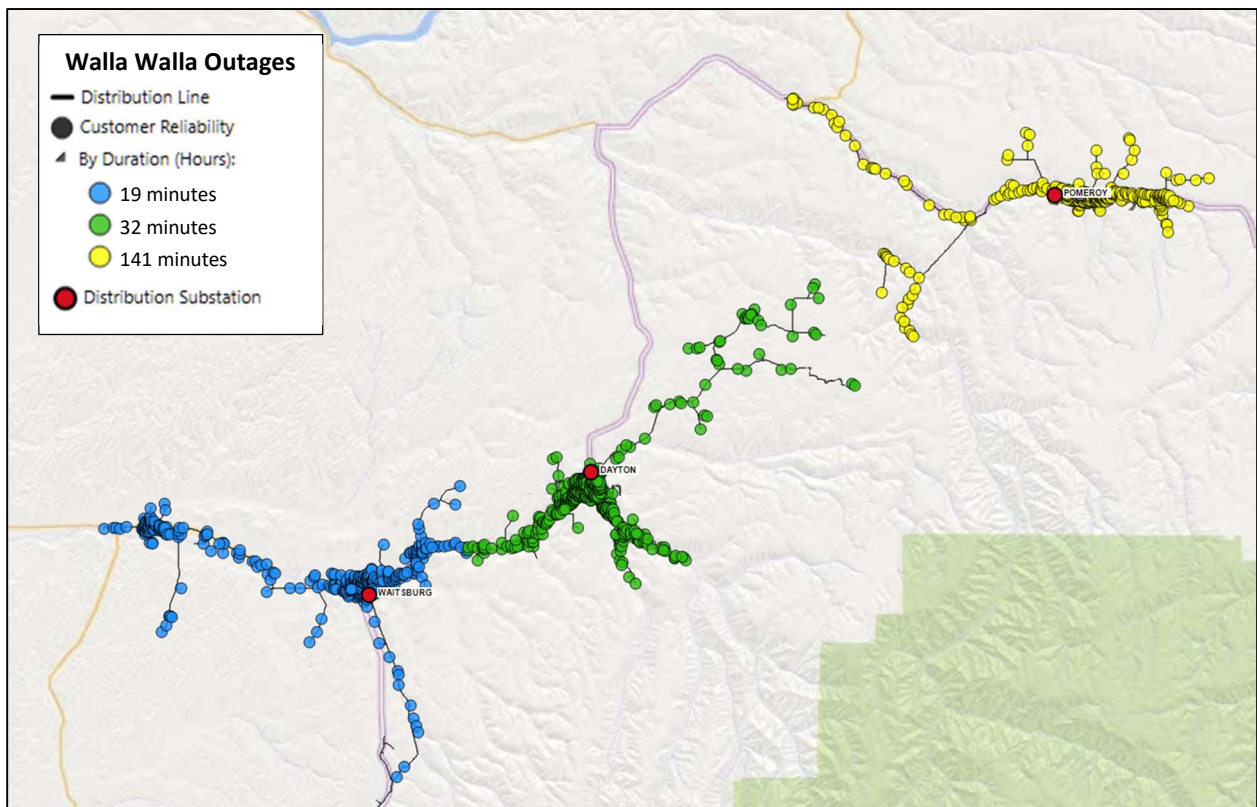 Walla Walla Outages
Distribution Line
Customer Reliability
By Duration (Hours):
19 minutes
32 minutes
141 minutes
Distribution Substation
POMEROY
DAYTON
WAITSBURG